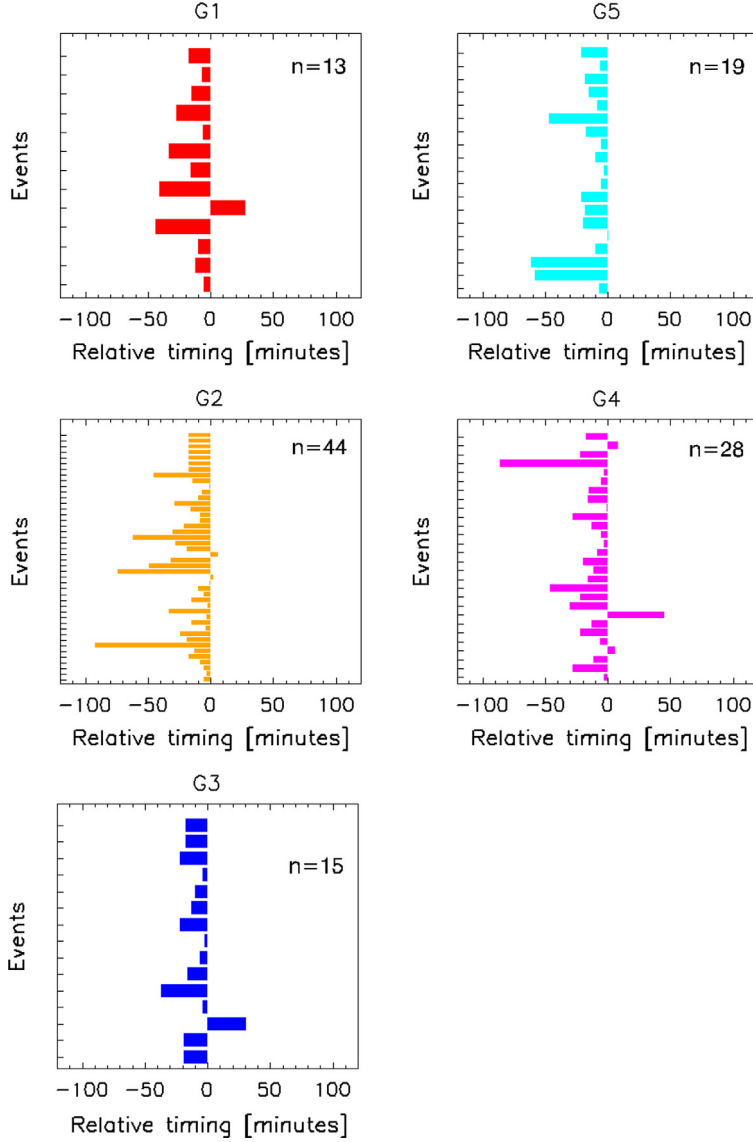 G1
n=13
Events
-100 -50 0 50 100
Relative timing [minutes]
G5
n=19
Events
-100 -50 0 50 100
Relative timing [minutes]
G2
n=44
Events
-100 -50 0 50 100
Relative timing [minutes]
G4
n=28
Events
-100 -50 0 50 100
Relative timing [minutes]
G3
n=15
Events
-100 -50 0 50 100
Relative timing [minutes]